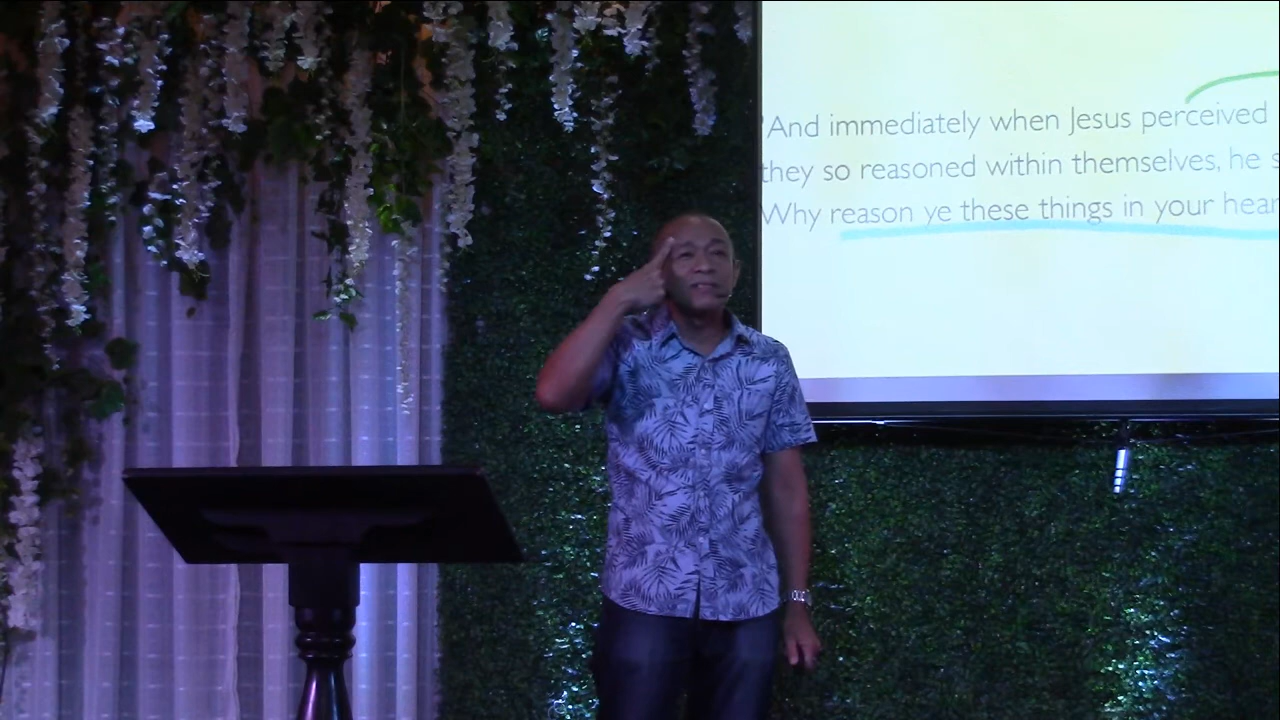 And immediately when Jesus perceived
they so reasoned within themselves, he
Why reason ye these things in your